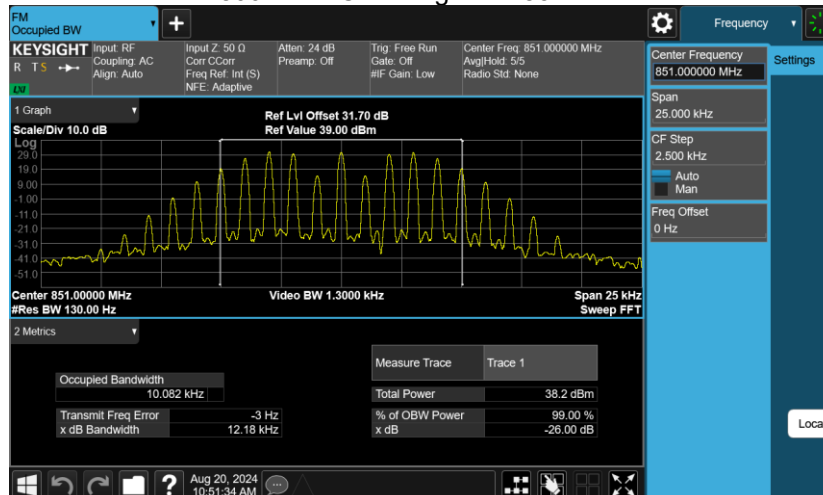 FM
Occupied BW
Frequency
KEYSIGHT
R T S
LXI
Input: RF
Coupling: AC
Align: Auto
Input Z: 50 Ω
Corr CCorr
Freq Ref: Int (S)
NFE: Adaptive
Atten: 24 dB
Preamp: Off
Trig: Free Run
Gate: Off
#IF Gain: Low
Center Freq: 851.000000 MHz
Avg|Hold: 5/5
Radio Std: None
Center Frequency
851.000000 MHz
Settings
Span
25.000 kHz
CF Step
2.500 kHz
Auto
Man
Freq Offset
0 Hz
1 Graph
Scale/Div 10.0 dB
Ref Lvl Offset 31.70 dB
Ref Value 39.00 dBm
Log
29.0
19.0
9.00
-1.00
-11.0
-21.0
-31.0
-41.0
-51.0
Center 851.00000 MHz
#Res BW 130.00 Hz
Video BW 1.3000 kHz
Span 25 kHz
Sweep FFT
2 Metrics
Measure Trace Trace 1
Occupied Bandwidth
10.082 kHz
Total Power 38.2 dBm
Transmit Freq Error -3 Hz
% of OBW Power 99.00 %
x dB Bandwidth 12.18 kHz
x dB -26.00 dB
Loca
?
Aug 20, 2024
10:51:34 AM